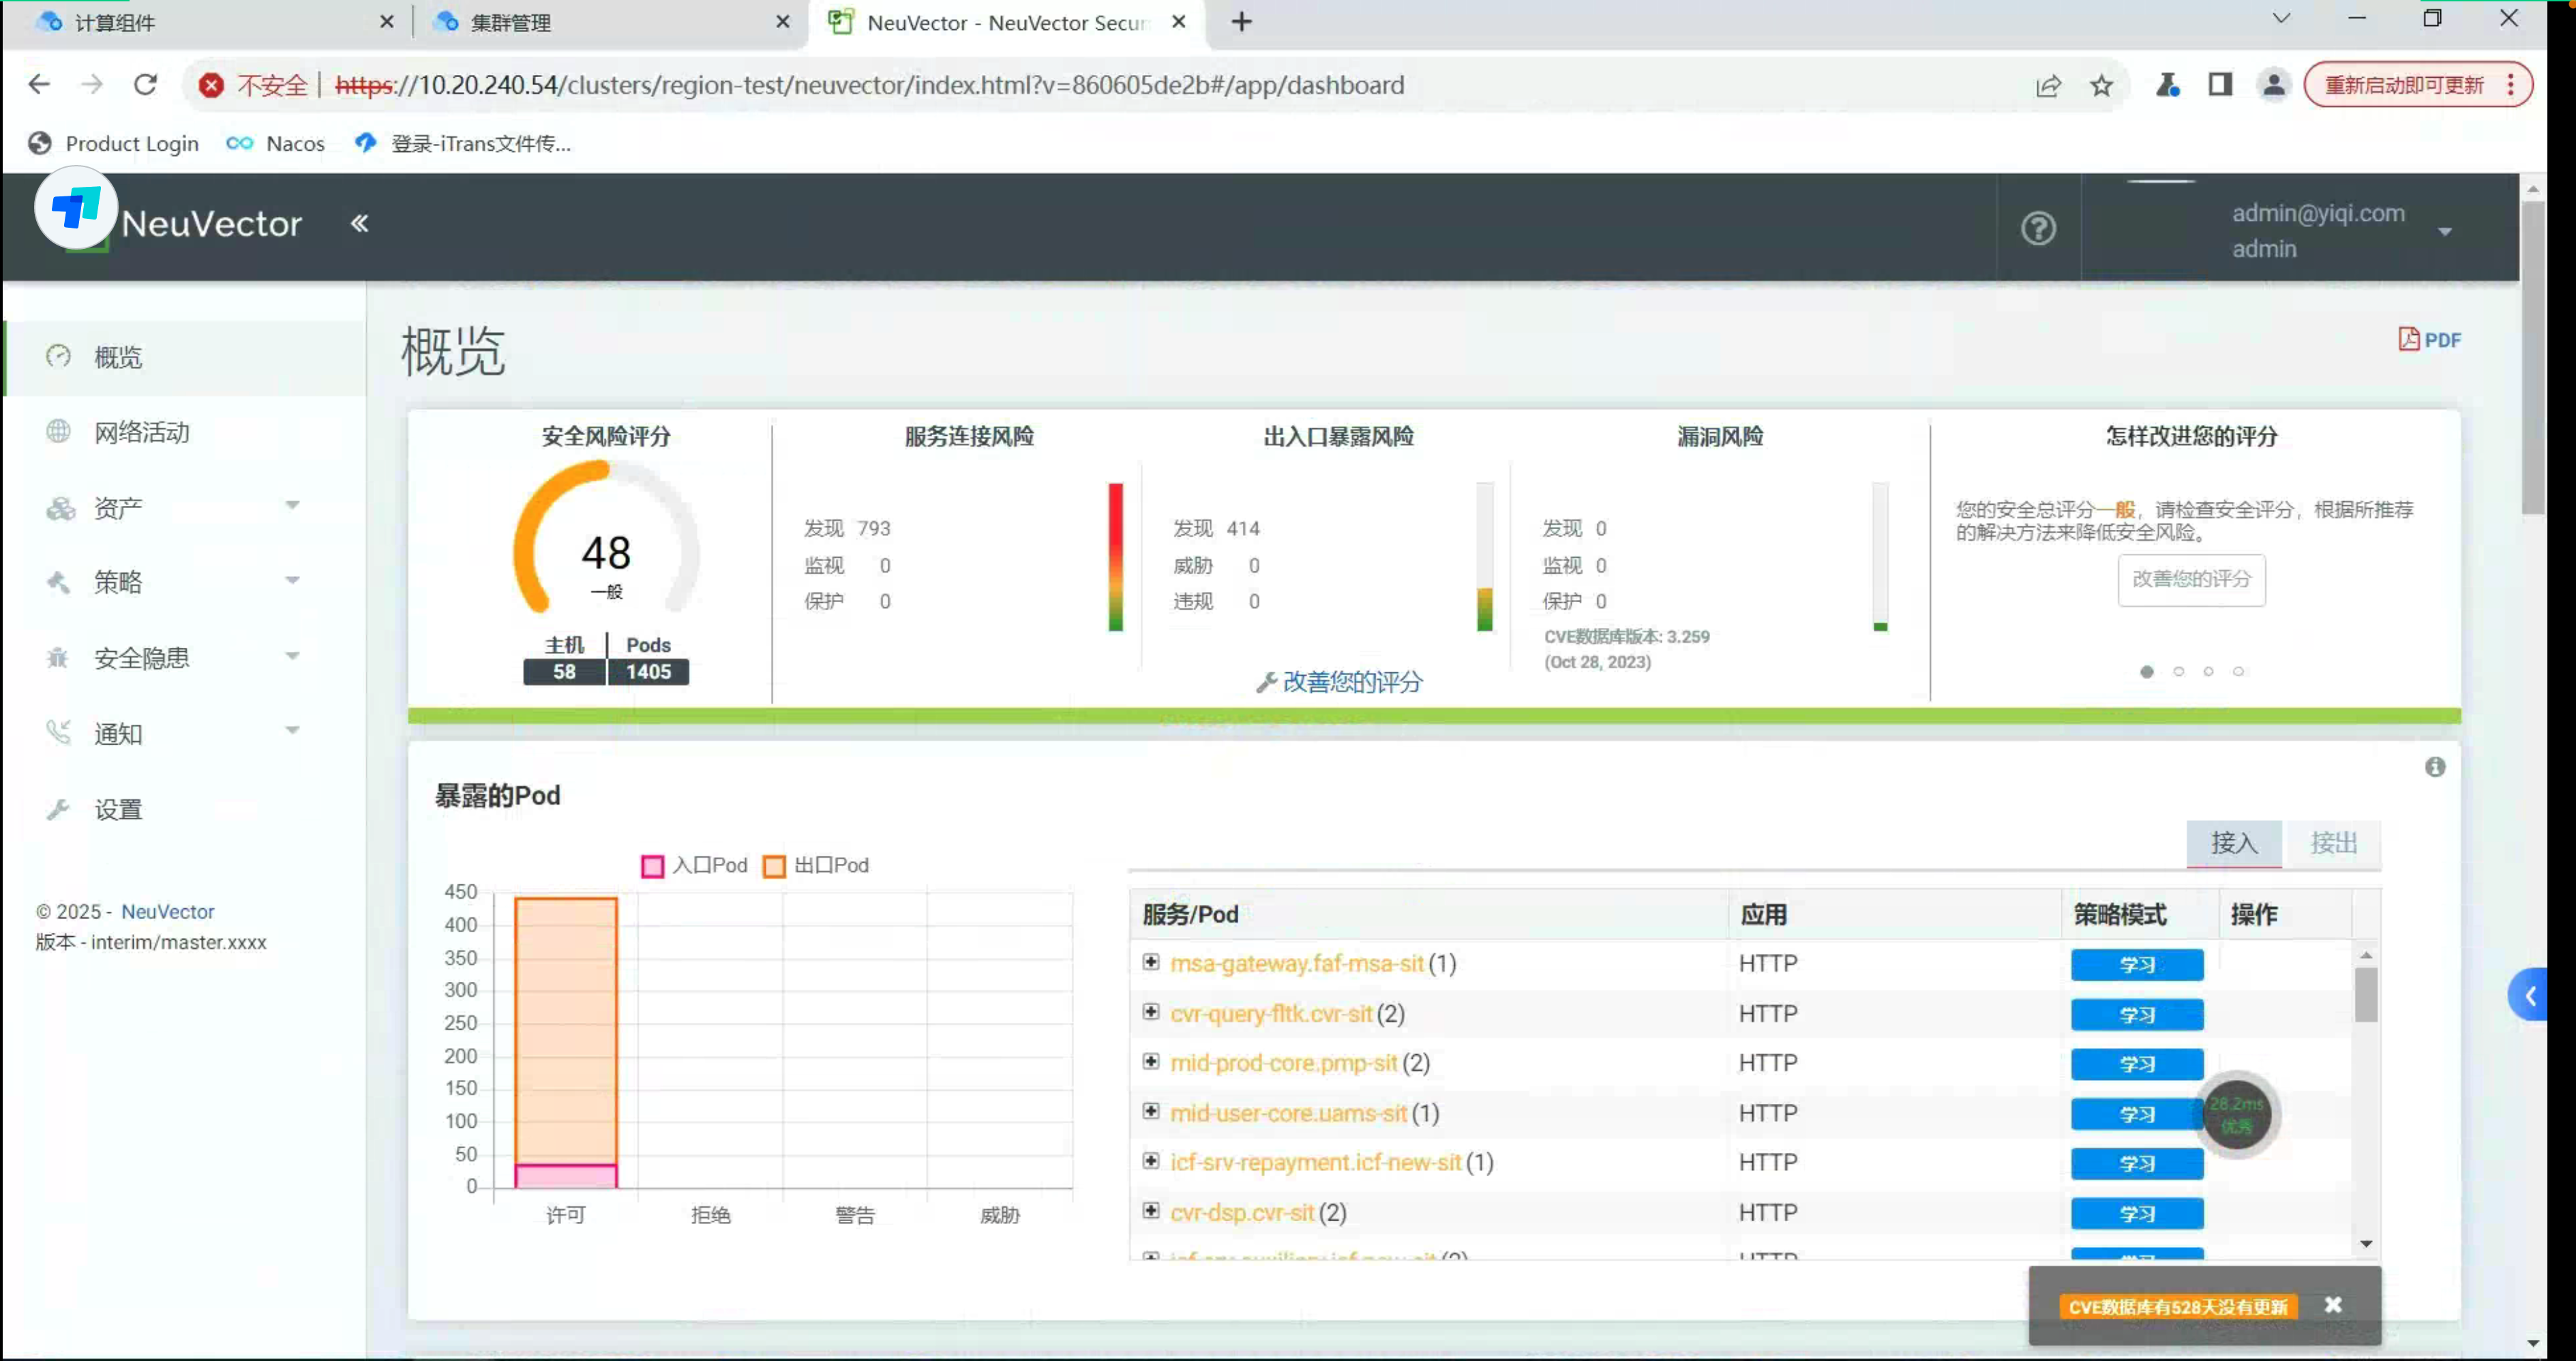 计算组件
集群管理
NeuVector - NeuVector Secur
不安全 https://10.20.240.54/clusters/region-test/neuvector/index.html?v=860605de2b#/app/dashboard
重新启动即可更新
Product Login
Nacos
登录-iTrans文件传...
NeuVector
admin@yiqi.com
admin
概览
网络活动
资产
策略
安全隐患
通知
设置
© 2025 - NeuVector
版本 - interim/master.xxxx
概览
PDF
安全风险评分
48
一般
主机 Pods
58 1405
服务连接风险
发现 793
监视 0
保护 0
出入口暴露风险
发现 414
威胁 0
违规 0
漏洞风险
发现 0
监视 0
保护 0
CVE数据库版本: 3.259
(Oct 28, 2023)
改善您的评分
怎样改进您的评分
您的安全总评分一般，请检查安全评分，根据所推荐
的解决方法来降低安全风险。
改善您的评分
暴露的Pod
入口Pod 出口Pod
450
400
350
300
250
200
150
100
50
0
许可 拒绝 警告 威胁
接入 接出
服务/Pod 应用 策略模式 操作
msa-gateway.faf-msa-sit (1) HTTP 学习
cvr-query-fltk.cvr-sit (2) HTTP 学习
mid-prod-core.pmp-sit (2) HTTP 学习
mid-user-core.uams-sit (1) HTTP 学习
icf-srv-repayment.icf-new-sit (1) HTTP 学习
cvr-dsp.cvr-sit (2) HTTP 学习
28.2ms
优秀
CVE数据库有528天没有更新